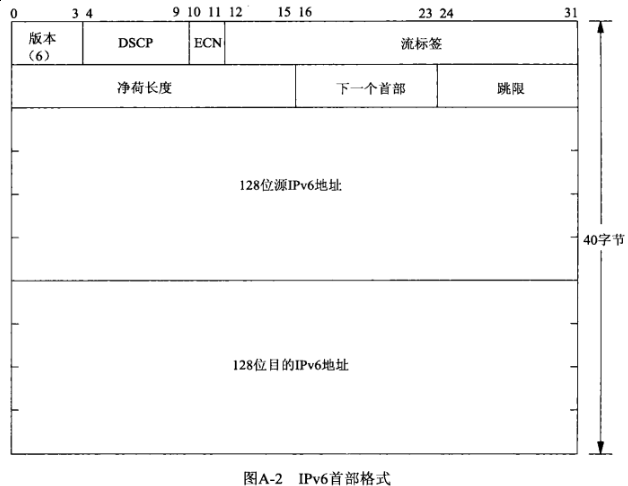 0 3 4 9 10 11 12 15 16 23 24 31
版本 DSCP ECN 流标签
（6）
净荷长度 下一个首部 跳限
128位源IPv6地址
40字节
128位目的IPv6地址
图A-2 IPv6首部格式